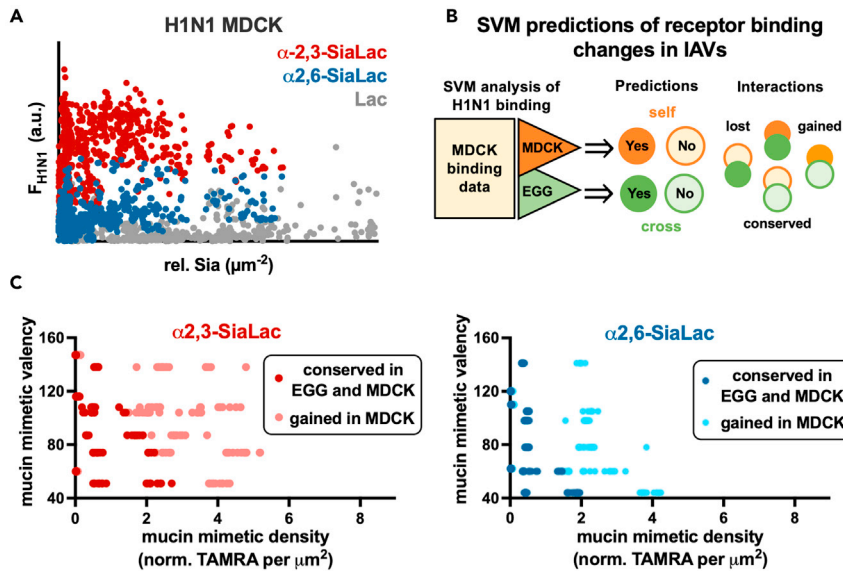 A
H1N1 MDCK
α-2,3-SiaLac
α2,6-SiaLac
Lac
F_H1N1 (a.u.)
rel. Sia (μm⁻²)
B
SVM predictions of receptor binding
changes in IAVs
SVM analysis of
H1N1 binding
Predictions
Interactions
MDCK
binding
data
MDCK
EGG
self
Yes
No
Yes
No
cross
lost
gained
conserved
C
α2,3-SiaLac
mucin mimetic valency
160
120
80
40
conserved in
EGG and MDCK
gained in MDCK
0
2
4
6
8
mucin mimetic density
(norm. TAMRA per μm²)
α2,6-SiaLac
mucin mimetic valency
160
120
80
40
conserved in
EGG and MDCK
gained in MDCK
0
2
4
6
8
mucin mimetic density
(norm. TAMRA per μm²)